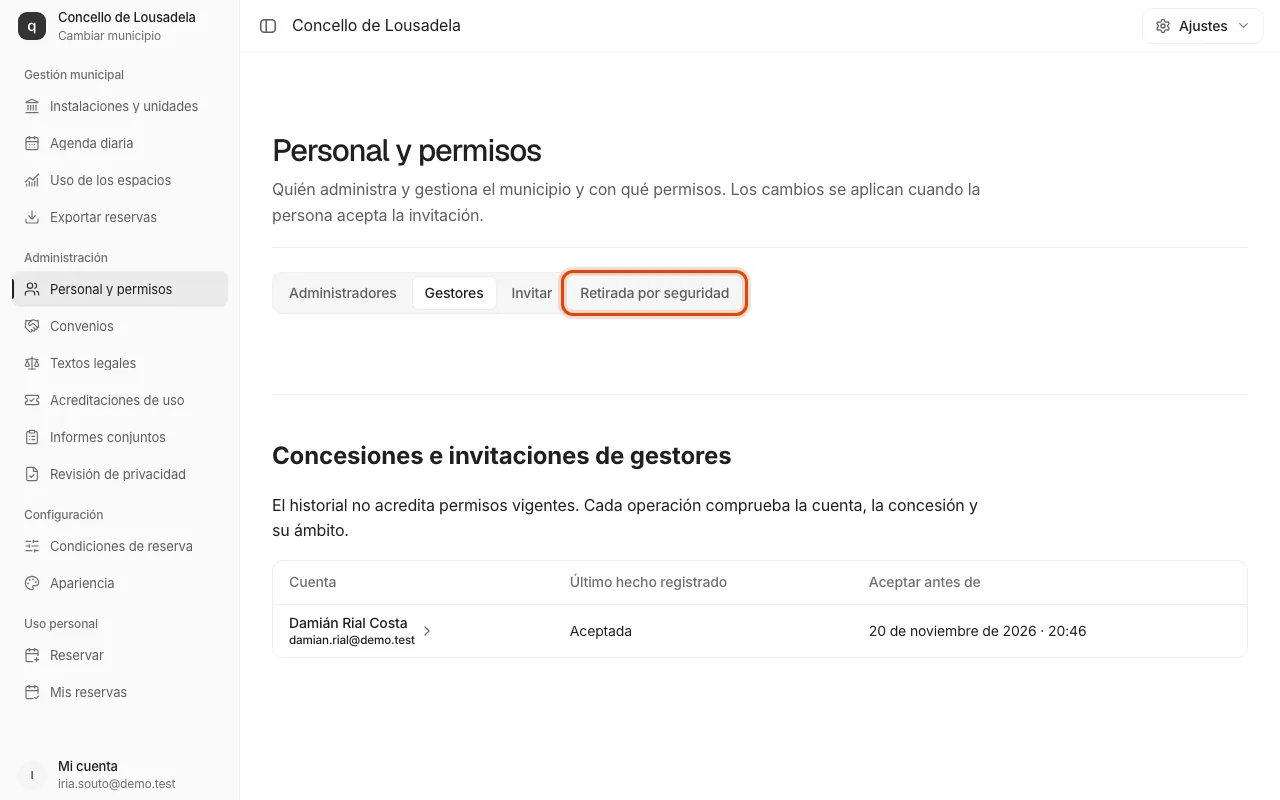 q
Concello de Lousadela
Cambiar municipio
Gestión municipal
Instalaciones y unidades
Agenda diaria
Uso de los espacios
Exportar reservas
Administración
Personal y permisos
Convenios
Textos legales
Acreditaciones de uso
Informes conjuntos
Revisión de privacidad
Configuración
Condiciones de reserva
Apariencia
Uso personal
Reservar
Mis reservas
I
Mi cuenta
iria.souto@demo.test
Concello de Lousadela
Ajustes
Personal y permisos
Quién administra y gestiona el municipio y con qué permisos. Los cambios se aplican cuando la
persona acepta la invitación.
Administradores Gestores Invitar Retirada por seguridad
Concesiones e invitaciones de gestores
El historial no acredita permisos vigentes. Cada operación comprueba la cuenta, la concesión y
su ámbito.
Cuenta Último hecho registrado Aceptar antes de
Damián Rial Costa
damian.rial@demo.test
Aceptada
20 de noviembre de 2026 · 20:46